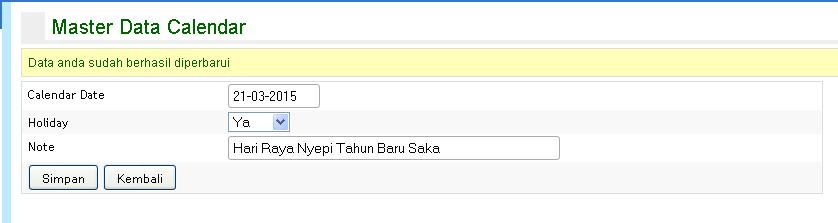 Master Data Calendar
Data anda sudah berhasil diperbarui
Calendar Date 21-03-2015
Holiday Ya
Note Hari Raya Nyepi Tahun Baru Saka
Simpan Kembali